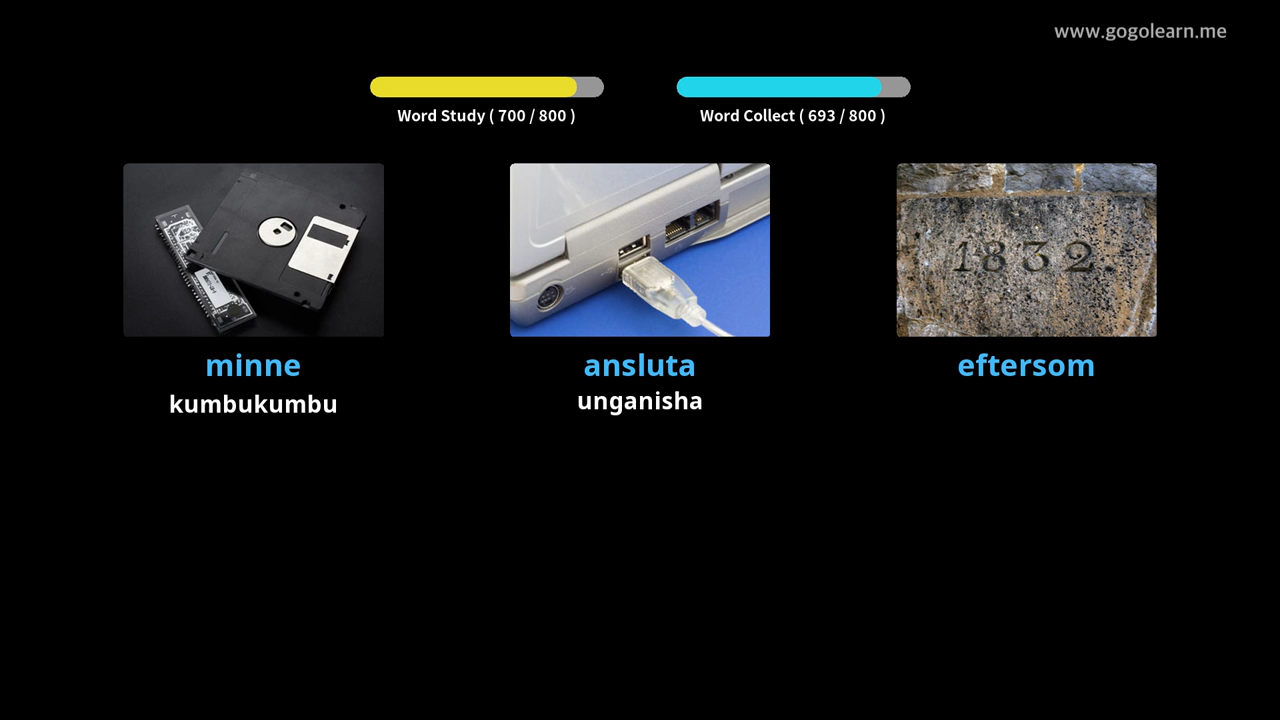 www.gogolearn.me
Word Study ( 700 / 800 )
Word Collect ( 693 / 800 )
1832.
minne
ansluta
eftersom
kumbukumbu
unganisha